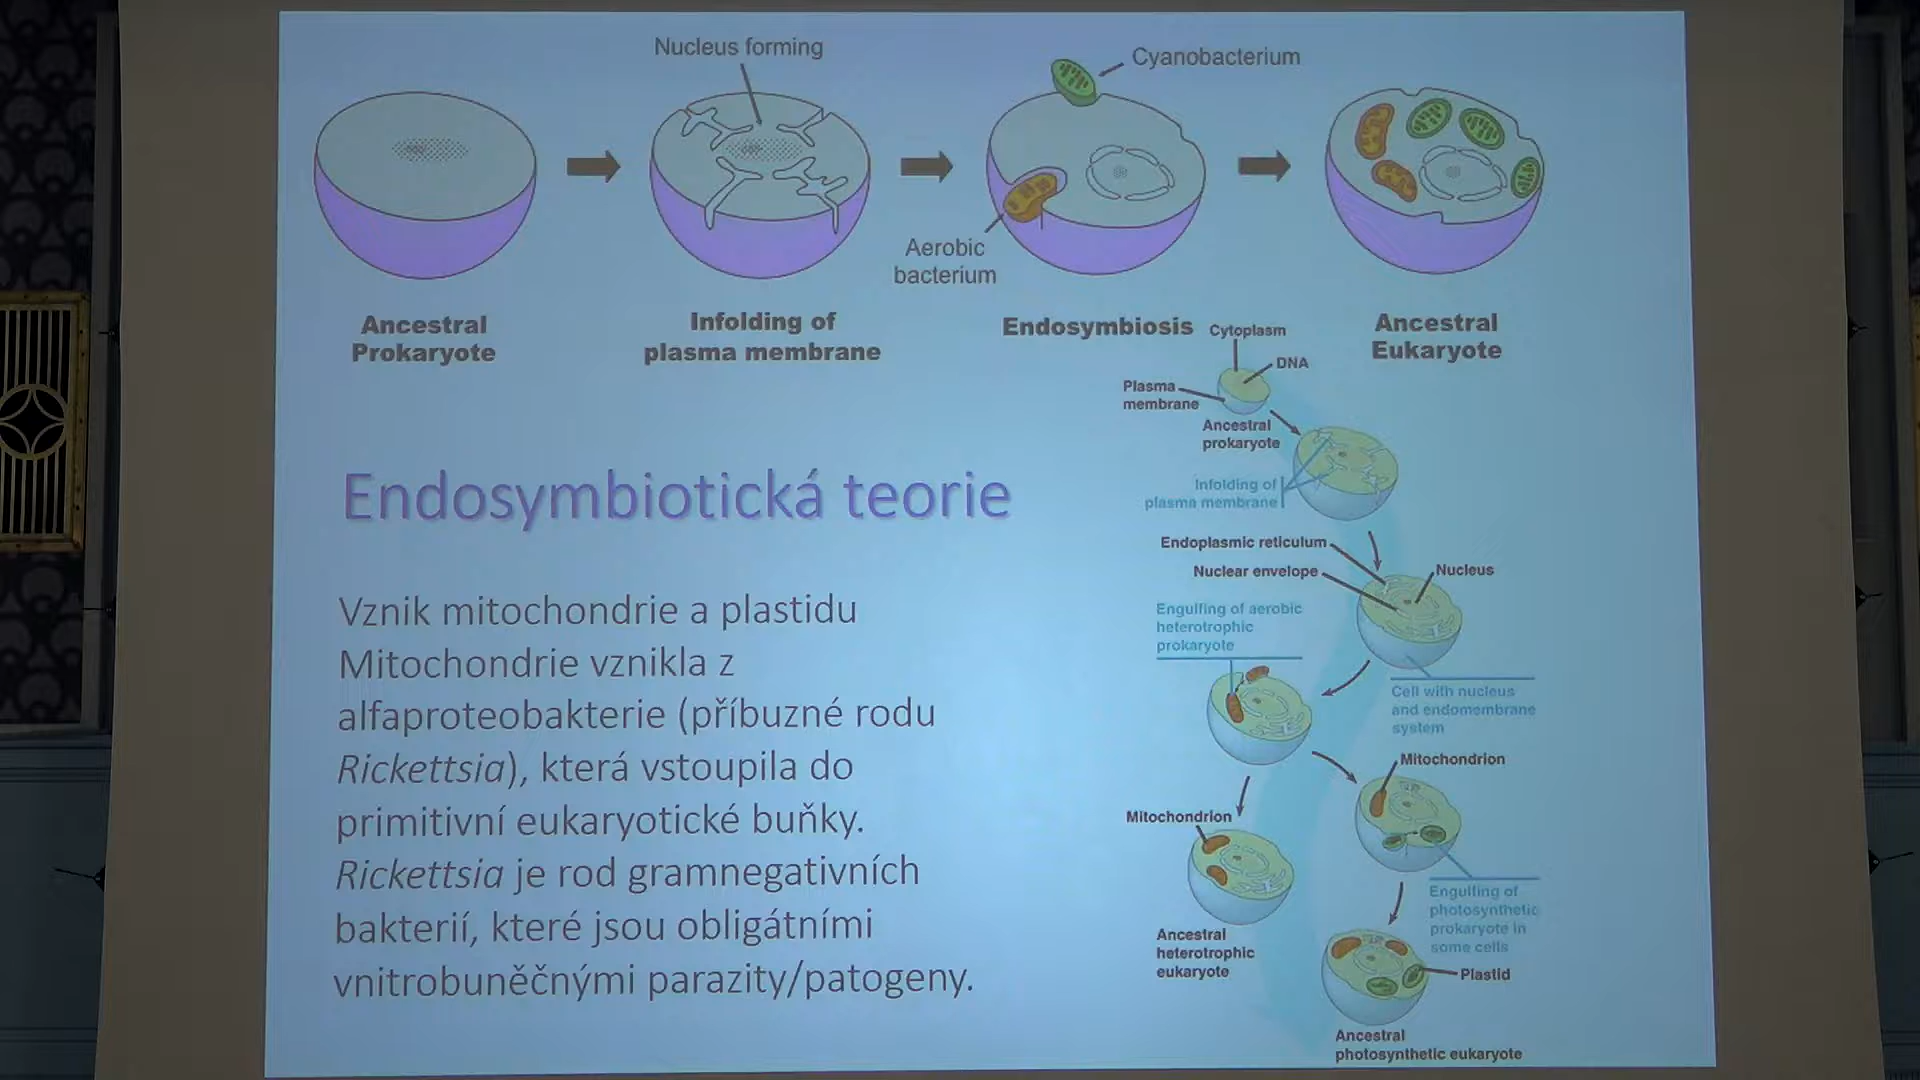 Nucleus forming
Cyanobacterium
Aerobic
bacterium
Ancestral
Prokaryote
Infolding of
plasma membrane
Endosymbiosis
Ancestral
Eukaryote
Endosymbiotická teorie
Vznik mitochondrie a plastidu
Mitochondrie vznikla z
alfaproteobakterie (příbuzné rodu
Rickettsia), která vstoupila do
primitivní eukaryotické buňky.
Rickettsia je rod gramnegativních
bakterií, které jsou obligátními
vnitrobuněčnými parazity/patogeny.
Cytoplasm
DNA
Plasma
membrane
Ancestral
prokaryote
Infolding of
plasma membrane
Endoplasmic reticulum
Nuclear envelope
Nucleus
Engulfing of aerobic
heterotrophic
prokaryote
Cell with nucleus
and endomembrane
system
Mitochondrion
Mitochondrion
Engulfing of
photosynthetic
prokaryote in
some cells
Ancestral
heterotrophic
eukaryote
Plastid
Ancestral
photosynthetic eukaryote